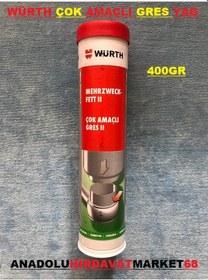 WÜRTH ÇOK AMAÇLI GRES YAĞ
400GR
WÜRTH
MEHRZWECK-
FETT II
ÇOK AMAÇLI
GRES II
ANADOLUHIRDAVATMARKET68